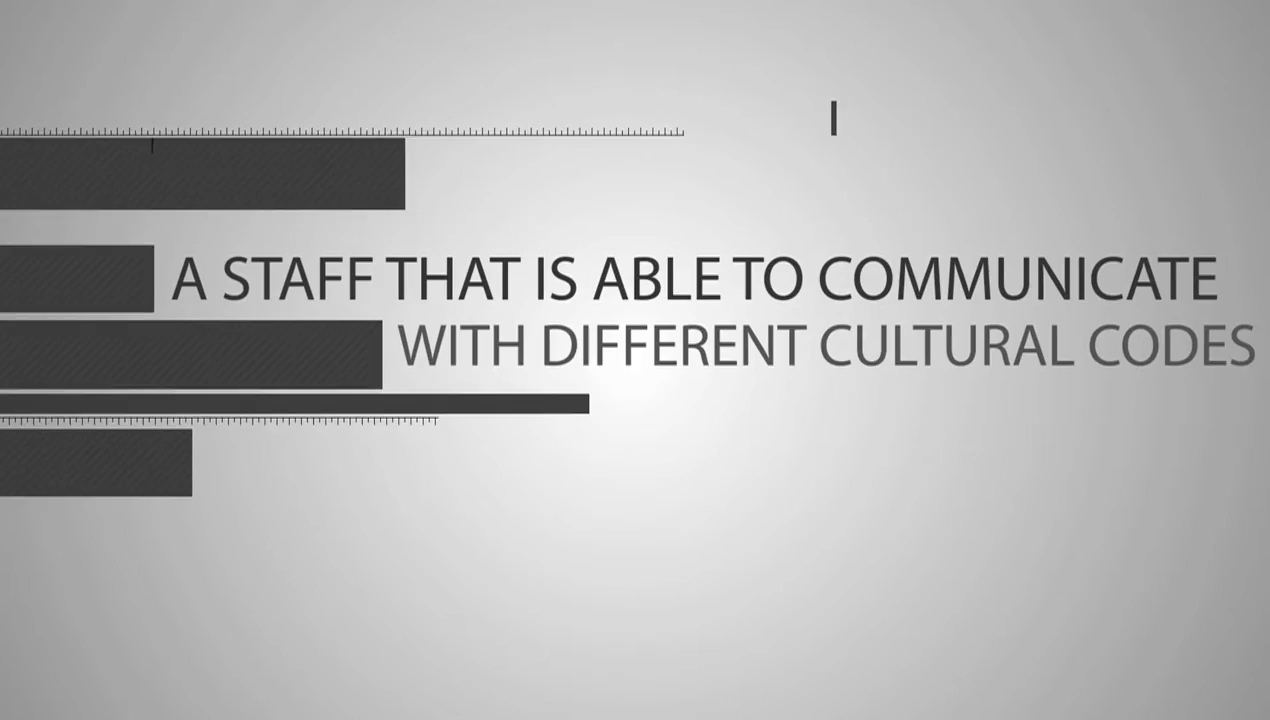 A STAFF THAT IS ABLE TO COMMUNICATE
WITH DIFFERENT CULTURAL CODES